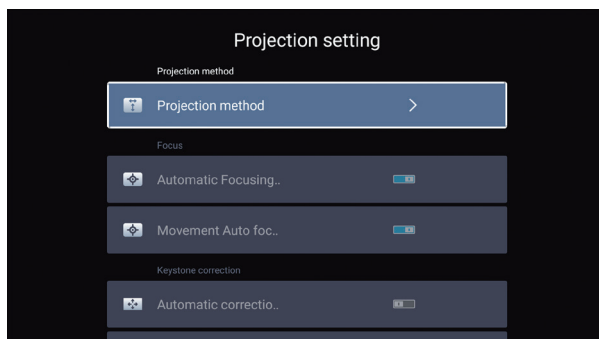 Projection setting
Projection method
Projection method
Focus
Automatic Focusing..
Movement Auto foc..
Keystone correction
Automatic correctio..